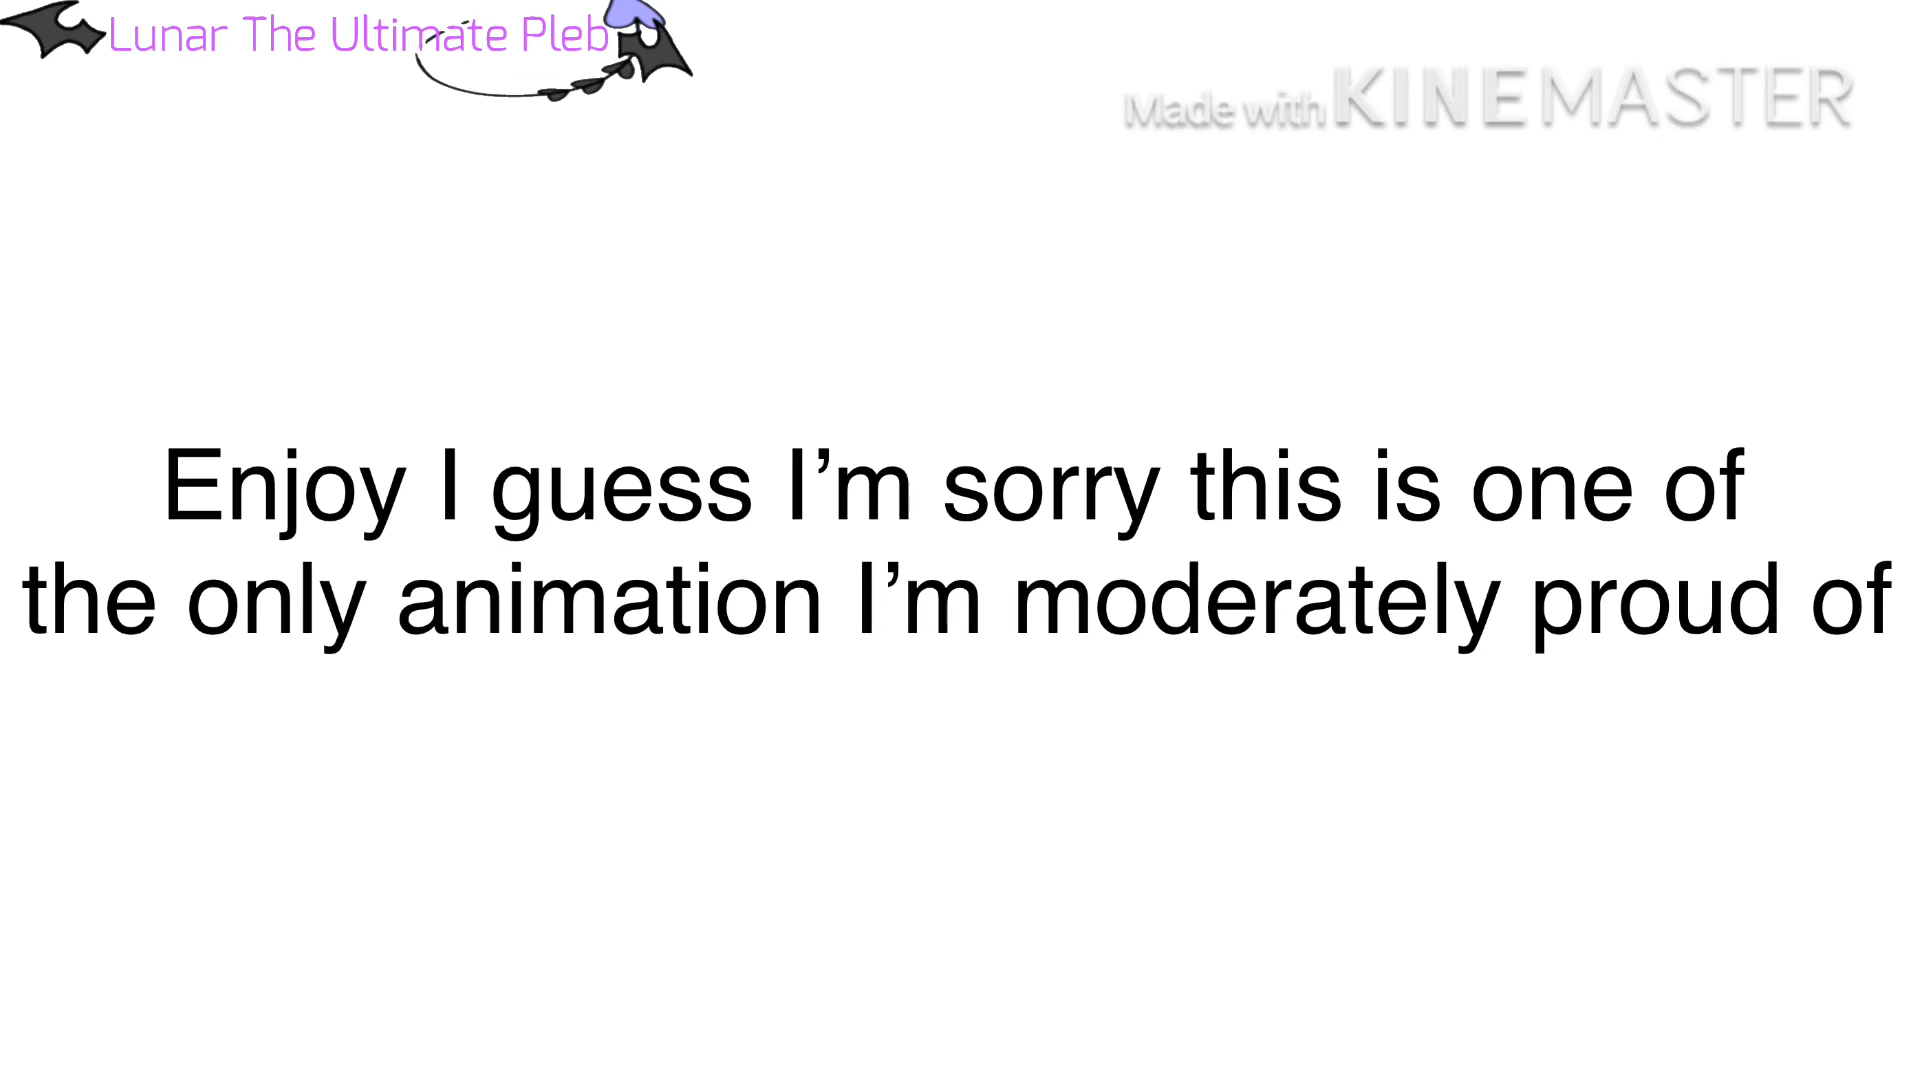 Lunar The Ultimate Pleb
Made with KINEMASTER
Enjoy I guess I’m sorry this is one of
the only animation I’m moderately proud of